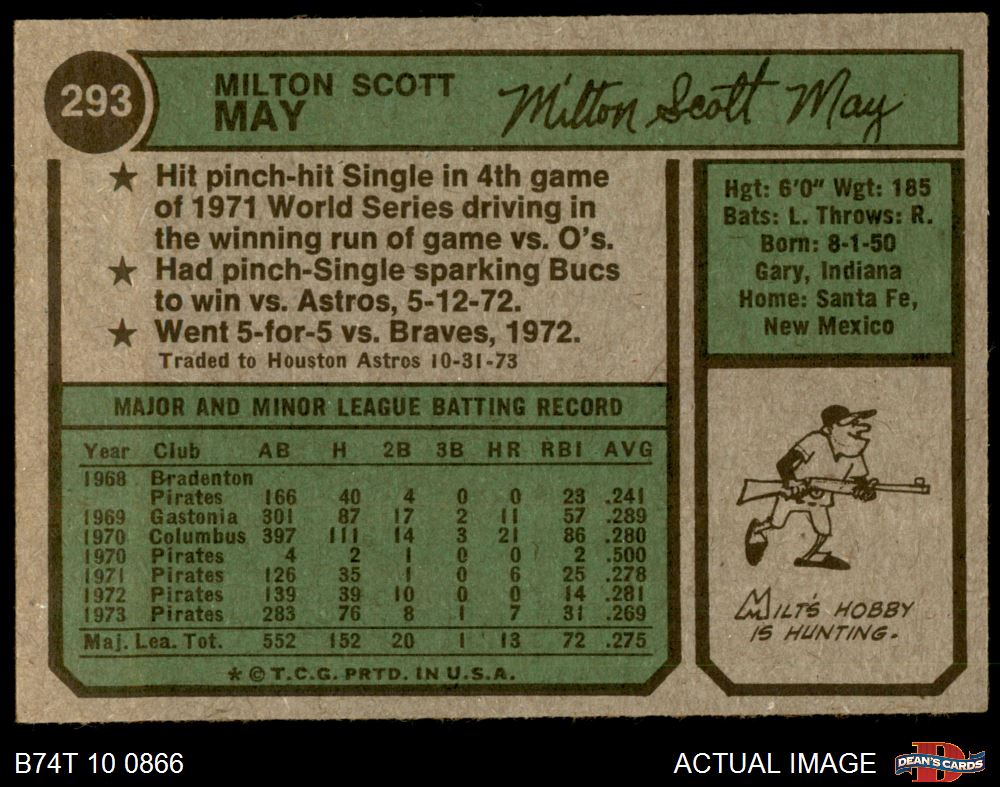 293
MILTON SCOTT
MAY
Milton Scott May
★ Hit pinch-hit Single in 4th game
of 1971 World Series driving in
the winning run of game vs. O's.
★ Had pinch-Single sparking Bucs
to win vs. Astros, 5-12-72.
★ Went 5-for-5 vs. Braves, 1972.
Traded to Houston Astros 10-31-73
Hgt: 6'0" Wgt: 185
Bats: L. Throws: R.
Born: 8-1-50
Gary, Indiana
Home: Santa Fe,
New Mexico
MAJOR AND MINOR LEAGUE BATTING RECORD
Year Club AB H 2B 3B HR RBI AVG
1968 Bradenton
Pirates 166 40 4 0 0 23 .241
1969 Gastonia 301 87 17 2 11 57 .289
1970 Columbus 397 111 14 3 21 86 .280
1970 Pirates 4 2 1 0 0 2 .500
1971 Pirates 126 35 1 0 6 25 .278
1972 Pirates 139 39 10 0 0 14 .281
1973 Pirates 283 76 8 1 7 31 .269
Maj. Lea. Tot. 552 152 20 1 13 72 .275
* © T.C.G. PRTD. IN U.S.A.
MILT'S HOBBY
IS HUNTING.
B74T 10 0866
ACTUAL IMAGE
DEAN'S CARDS